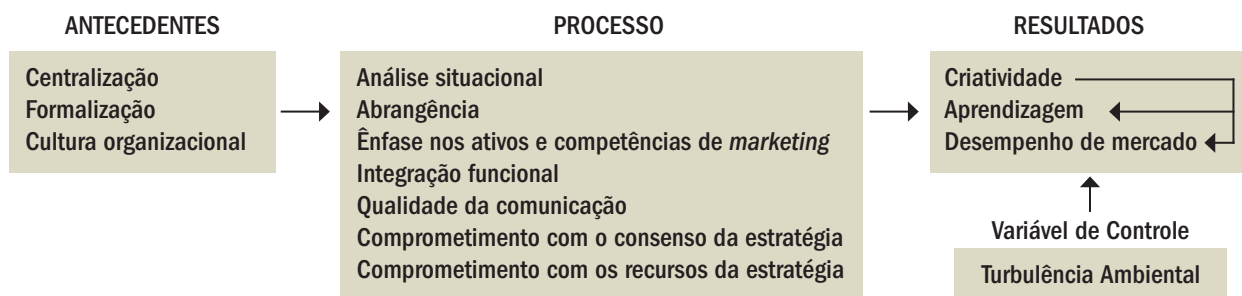 ANTECEDENTES
Centralização
Formalização
Cultura organizacional
PROCESSO
Análise situacional
Abrangência
Ênfase nos ativos e competências de marketing
Integração funcional
Qualidade da comunicação
Comprometimento com o consenso da estratégia
Comprometimento com os recursos da estratégia
RESULTADOS
Criatividade
Aprendizagem
Desempenho de mercado
Variável de Controle
Turbulência Ambiental